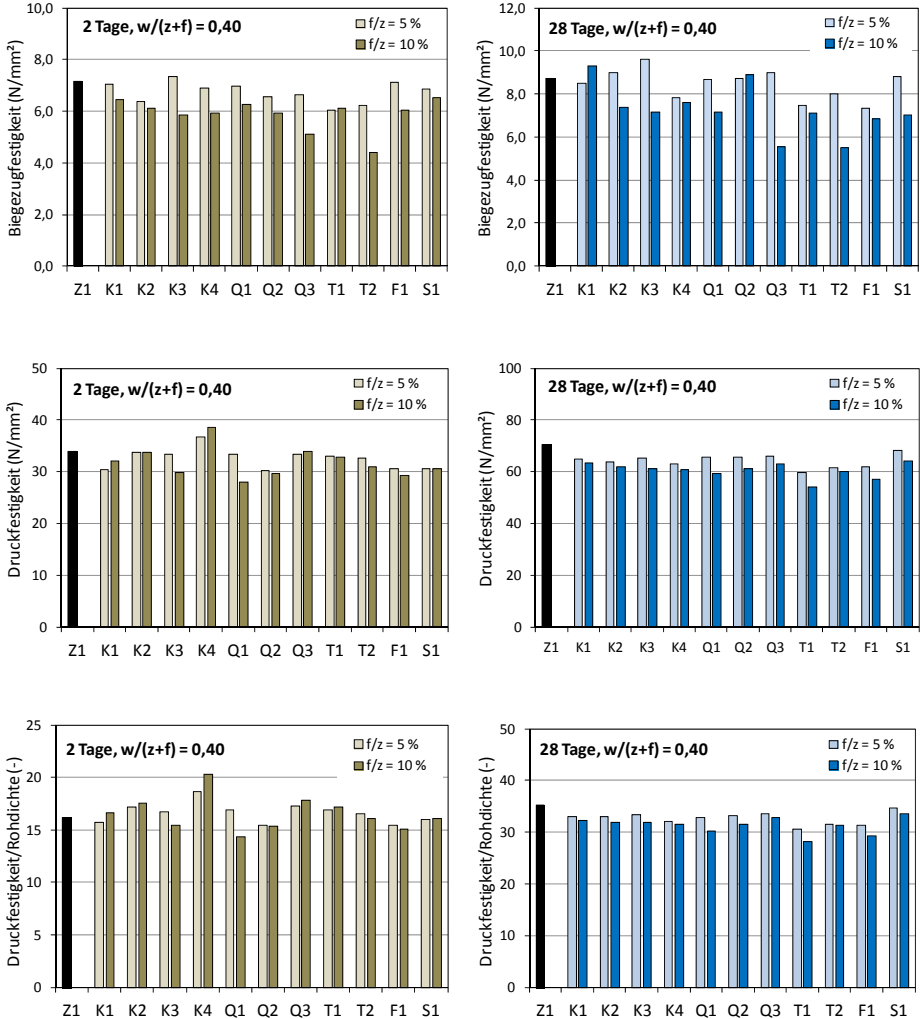 2 Tage, w/(z+f) = 0,40
f/z = 5 %
f/z = 10 %
Biegezugfestigkeit (N/mm²)
10,0
8,0
6,0
4,0
2,0
0,0
Z1 K1 K2 K3 K4 Q1 Q2 Q3 T1 T2 F1 S1
28 Tage, w/(z+f) = 0,40
f/z = 5 %
f/z = 10 %
Biegezugfestigkeit (N/mm²)
12,0
10,0
8,0
6,0
4,0
2,0
0,0
Z1 K1 K2 K3 K4 Q1 Q2 Q3 T1 T2 F1 S1
2 Tage, w/(z+f) = 0,40
f/z = 5 %
f/z = 10 %
Druckfestigkeit (N/mm²)
50
40
30
20
10
0
Z1 K1 K2 K3 K4 Q1 Q2 Q3 T1 T2 F1 S1
28 Tage, w/(z+f) = 0,40
f/z = 5 %
f/z = 10 %
Druckfestigkeit (N/mm²)
100
80
60
40
20
0
Z1 K1 K2 K3 K4 Q1 Q2 Q3 T1 T2 F1 S1
2 Tage, w/(z+f) = 0,40
f/z = 5 %
f/z = 10 %
Druckfestigkeit/Rohdichte (-)
25
20
15
10
5
0
Z1 K1 K2 K3 K4 Q1 Q2 Q3 T1 T2 F1 S1
28 Tage, w/(z+f) = 0,40
f/z = 5 %
f/z = 10 %
Druckfestigkeit/Rohdichte (-)
50
40
30
20
10
0
Z1 K1 K2 K3 K4 Q1 Q2 Q3 T1 T2 F1 S1